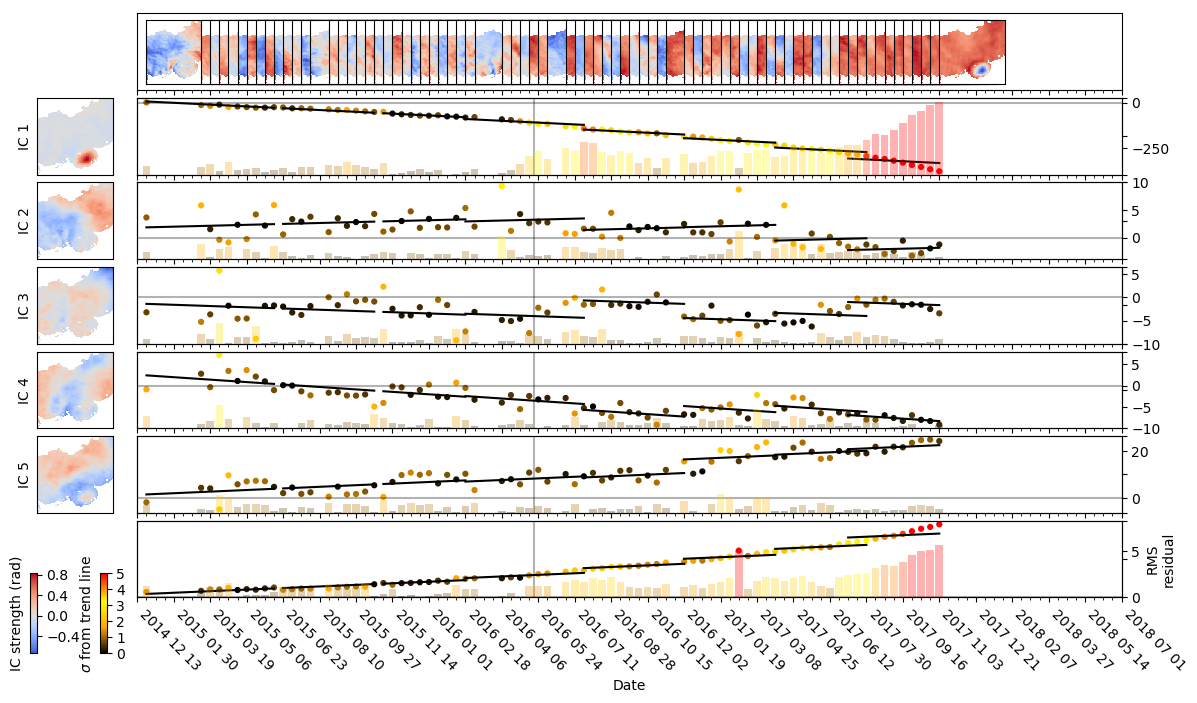 IC 1
0
−250
IC 2
10
5
0
IC 3
5
0
−5
−10
IC 4
5
0
−5
−10
IC 5
20
0
5
0
RMS
residual
IC strength (rad)
0.8
0.4
0.0
−0.4
σ from trend line
5
4
3
2
1
0
2014 12 13
2015 01 30
2015 03 19
2015 05 06
2015 06 23
2015 08 10
2015 09 27
2015 11 14
2016 01 01
2016 02 18
2016 04 06
2016 05 24
2016 07 11
2016 08 28
2016 10 15
2016 12 02
2017 01 19
2017 03 08
2017 04 25
2017 06 12
2017 07 30
2017 09 16
2017 11 03
2017 12 21
2018 02 07
2018 03 27
2018 05 14
2018 07 01
Date